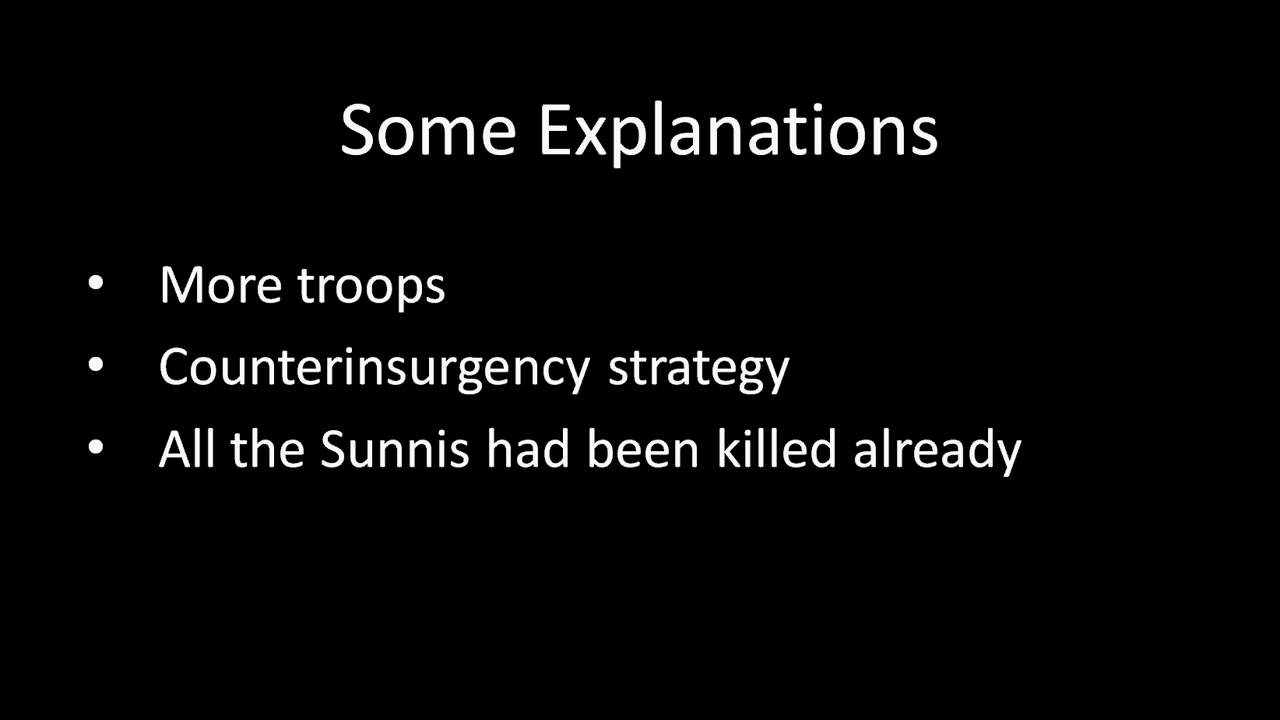 Some Explanations
• More troops
• Counterinsurgency strategy
• All the Sunnis had been killed already